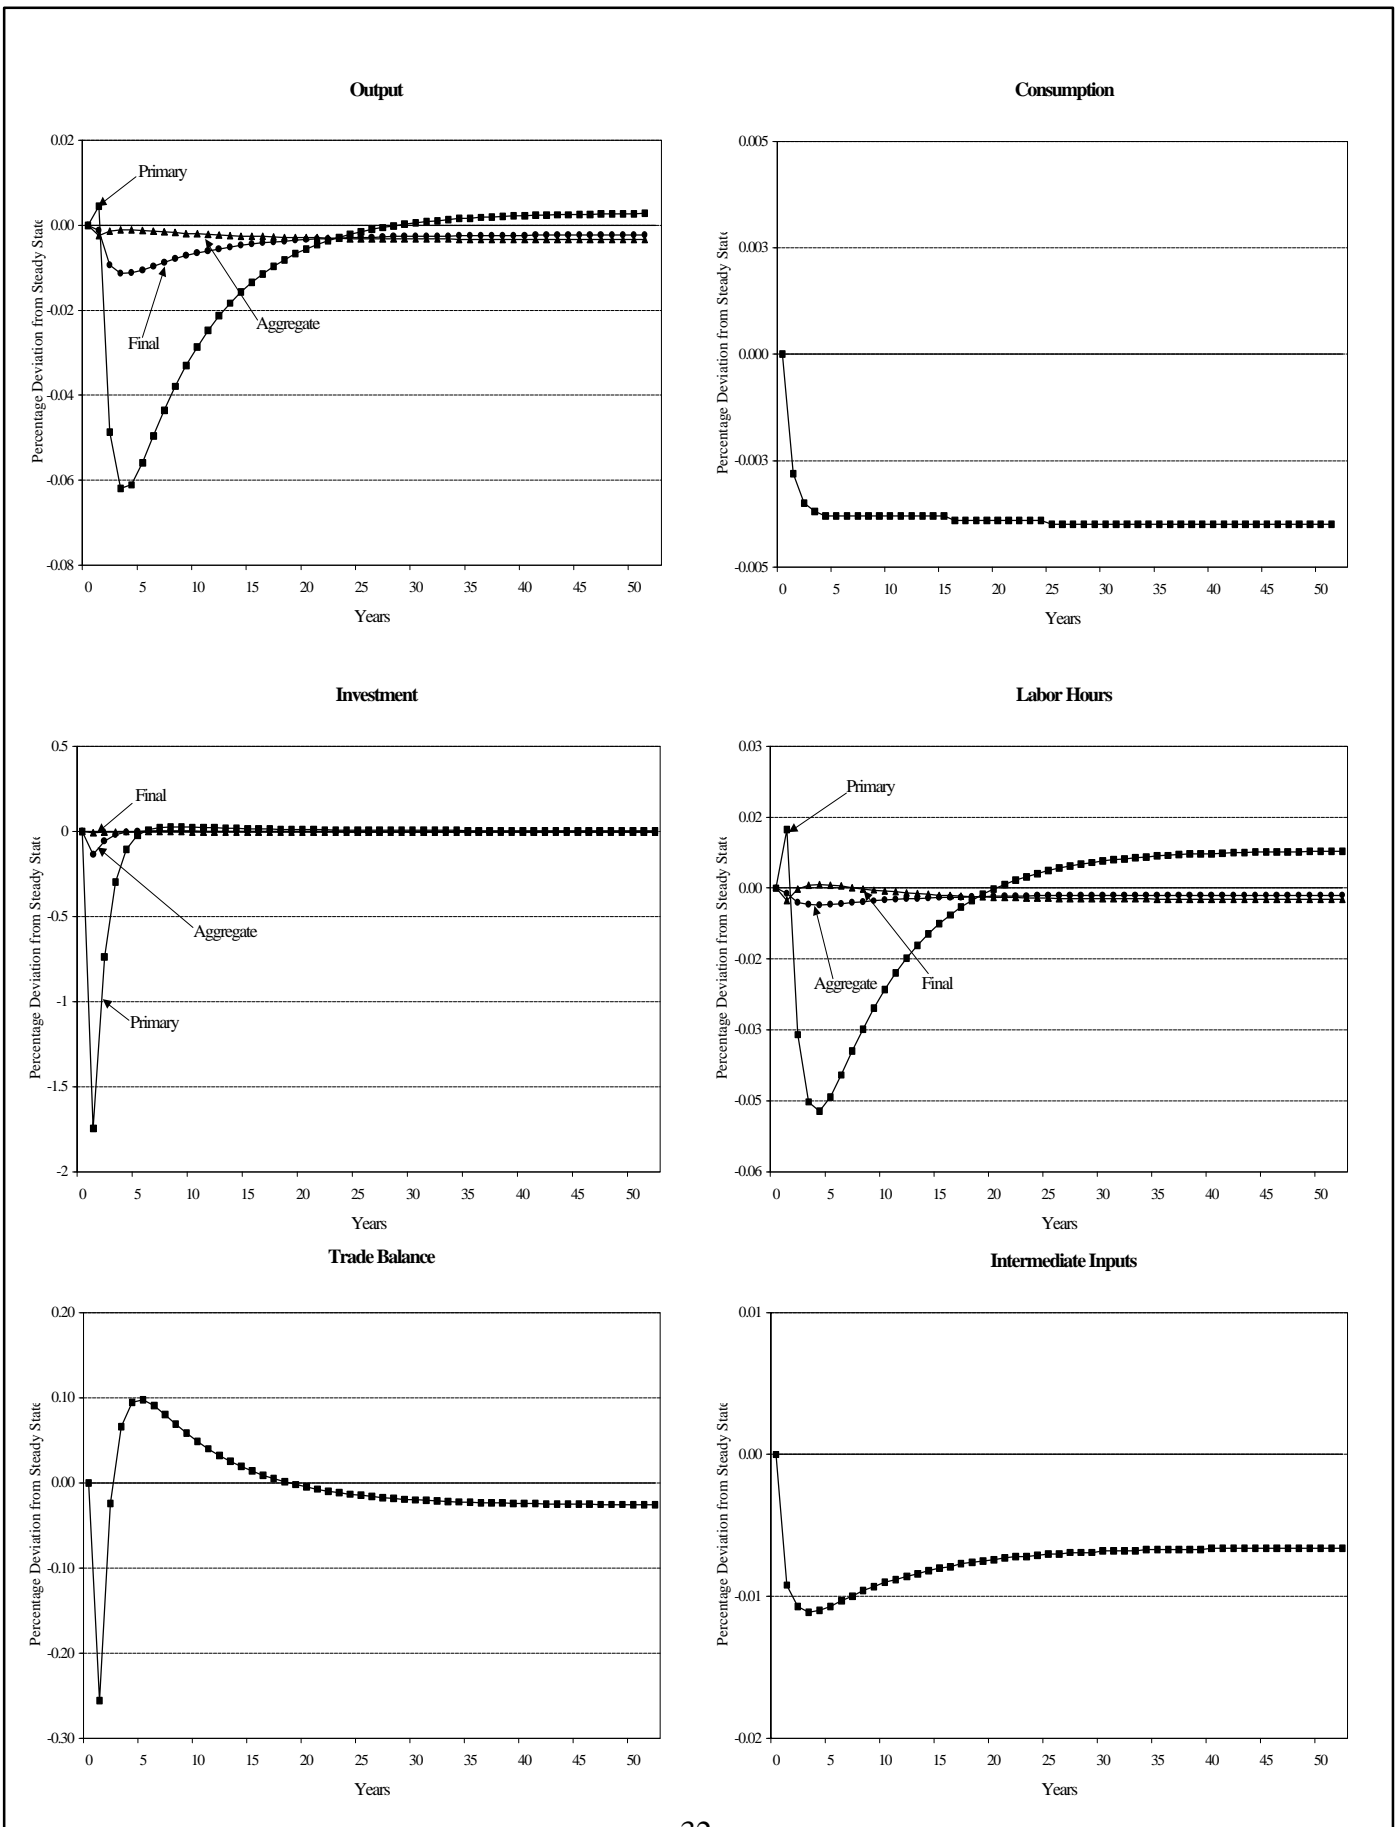 Output
Percentage Deviation from Steady State
0.02
0.00
-0.02
-0.04
-0.06
-0.08
Primary
Final
Aggregate
0 5 10 15 20 25 30 35 40 45 50
Years
Consumption
Percentage Deviation from Steady State
0.005
0.003
0.000
-0.003
-0.005
0 5 10 15 20 25 30 35 40 45 50
Years
Investment
Percentage Deviation from Steady State
0.5
0
-0.5
-1
-1.5
-2
Final
Aggregate
Primary
0 5 10 15 20 25 30 35 40 45 50
Years
Labor Hours
Percentage Deviation from Steady State
0.03
0.02
0.00
-0.02
-0.03
-0.05
-0.06
Primary
Aggregate
Final
0 5 10 15 20 25 30 35 40 45 50
Years
Trade Balance
Percentage Deviation from Steady State
0.20
0.10
0.00
-0.10
-0.20
-0.30
0 5 10 15 20 25 30 35 40 45 50
Years
Intermediate Inputs
Percentage Deviation from Steady State
0.01
0.00
-0.01
-0.02
0 5 10 15 20 25 30 35 40 45 50
Years
32